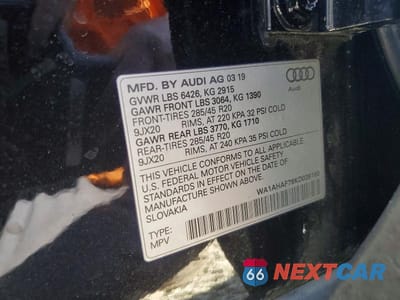 MFD. BY AUDI AG 03 19
GVWR LBS 6426, KG 2915
GAWR FRONT LBS 3064, KG 1390
FRONT-TIRES 285/45 R20
9JX20 RIMS, AT 220 KPA 32 PSI COLD
GAWR REAR LBS 3770, KG 1710
REAR-TIRES 285/45 R20
9JX20 RIMS, AT 240 KPA 35 PSI COLD
THIS VEHICLE CONFORMS TO ALL APPLICABLE
FEDERAL MOTOR VEHICLE SAFETY STANDARDS
IN EFFECT ON THE DATE OF
MANUFACTURE SHOWN ABOVE.
SLOVAKIA
TYPE:
MPV
Audi
66 NEXTCAR